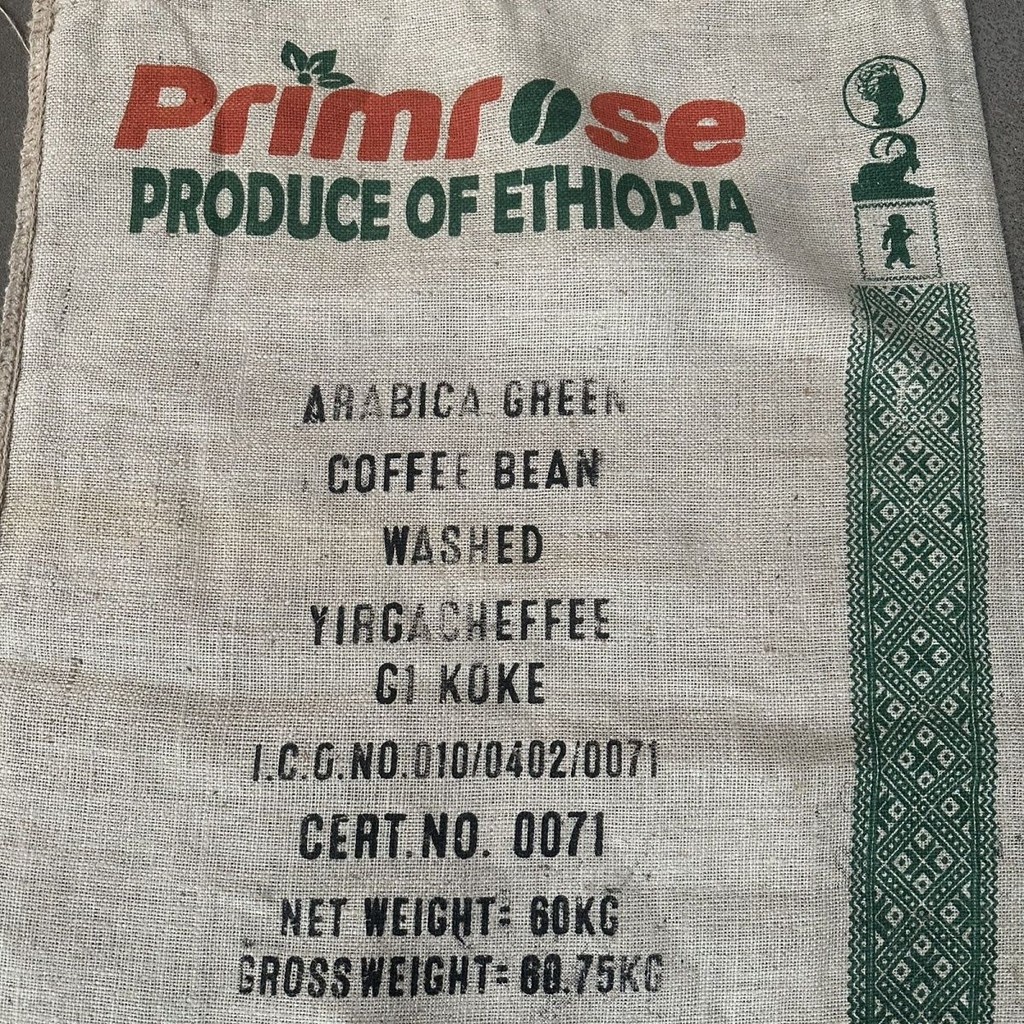 Primrose
PRODUCE OF ETHIOPIA
ARABICA GREEN
COFFEE BEAN
WASHED
YIRGACHEFFEE
G1 KOKE
I.C.O.NO.010/0402/0071
CERT.NO. 0071
NET WEIGHT= 60KG
GROSSWEIGHT= 60.75KG